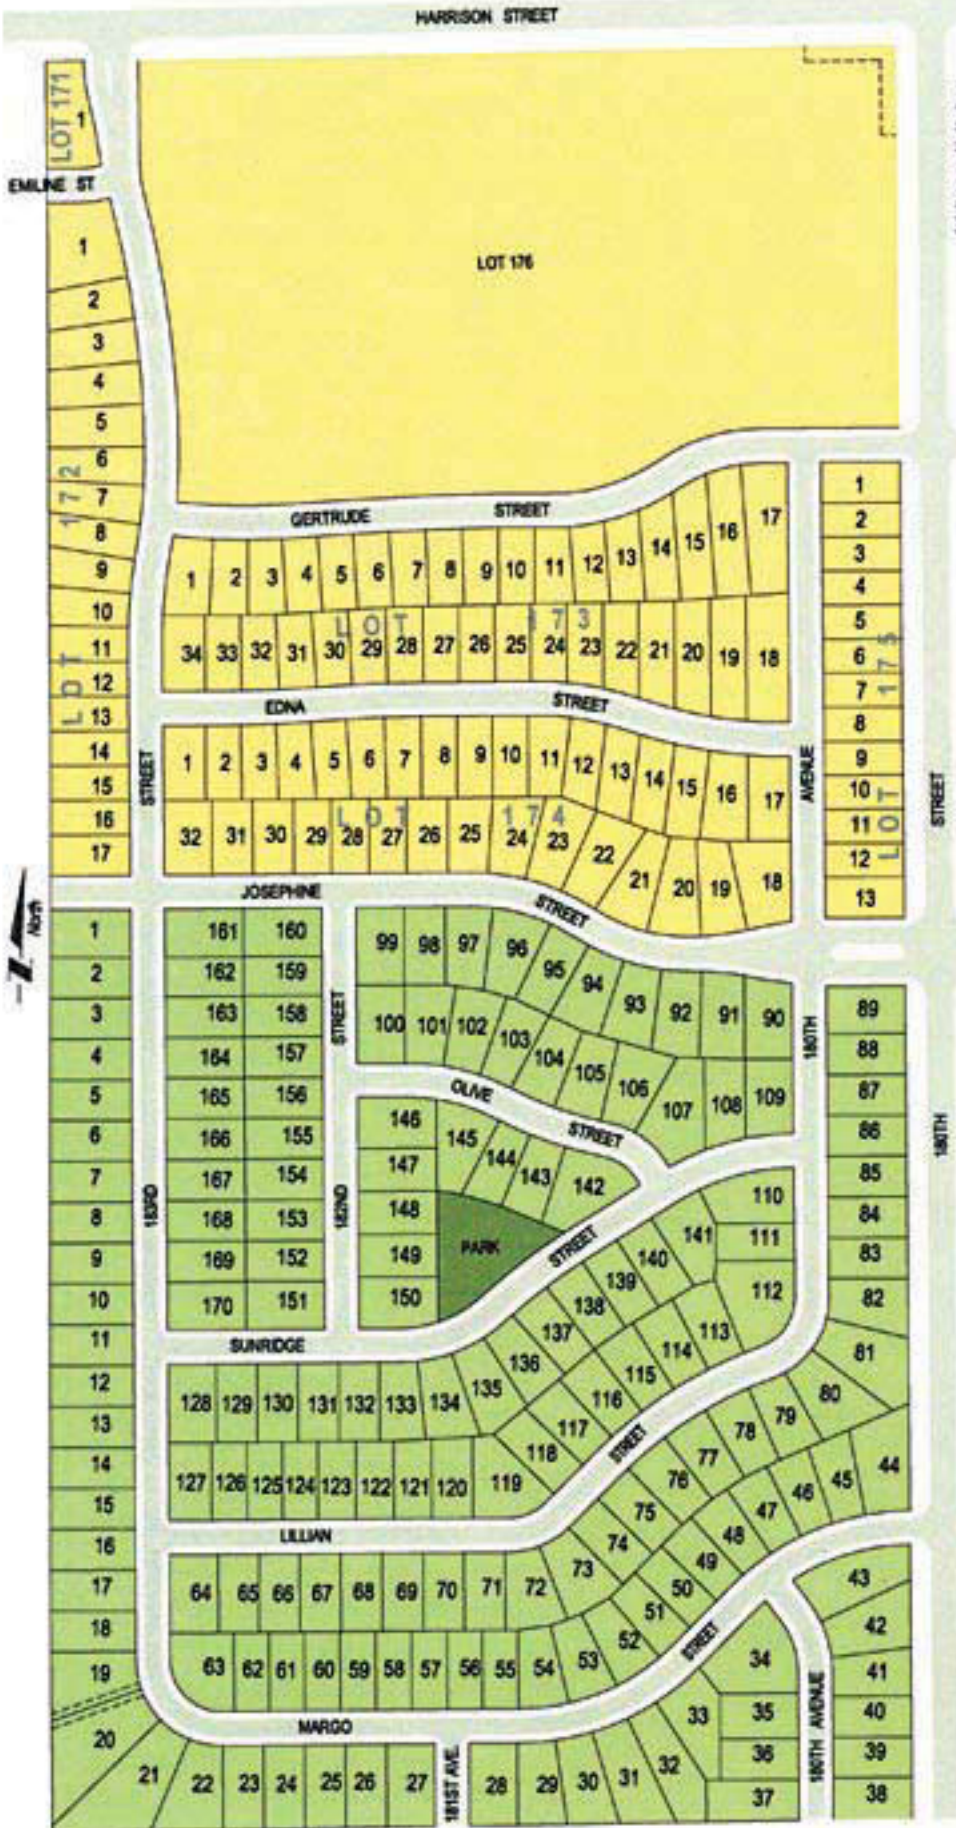 HARRISON STREET
LOT 171
1
EMILINE ST
LOT 176
1
2
3
4
5
6
7
8
9
10
11
12
13
14
15
16
17
LOT 172
GERTRUDE STREET
1 2 3 4 5 6 7 8 9 10 11 12 13 14 15 16 17
LOT 173
34 33 32 31 30 29 28 27 26 25 24 23 22 21 20 19 18
EDNA STREET
1 2 3 4 5 6 7 8 9 10 11 12 13 14 15 16 17
LOT 174
32 31 30 29 28 27 26 25 24 23 22 21 20 19 18
1
2
3
4
5
6
7
8
9
10
11
12
13
LOT 175
STREET
AVENUE
STREET
North
JOSEPHINE STREET
1
2
3
4
5
6
7
8
9
10
11
12
13
14
15
16
17
18
19
20
21
183RD
161 160
162 159
163 158
164 157
165 156
166 155
167 154
168 153
169 152
170 151
STREET
182ND
99 98 97 96 95 94 93 92 91 90
100 101 102 103 104 105 106 107 108 109
OLIVE STREET
146 145 144 143 142
147
148
149
150
PARK
180TH
180TH
89
88
87
86
85
84
83
82
81
110
111
112
SUNRIDGE STREET
141 140 139 138 137 136 135
128 129 130 131 132 133 134
113 114 115 116 117 118
127 126 125 124 123 122 121 120 119
LILLIAN STREET
80 79 78 77 76 75 74 73
64 65 66 67 68 69 70 71 72
44 45 46 47 48 49 50 51 52 53
63 62 61 60 59 58 57 56 55 54
MARGO STREET
22 23 24 25 26 27
181ST AVE.
28 29 30 31 32 33
34
35
36
37
180TH AVENUE
43
42
41
40
39
38